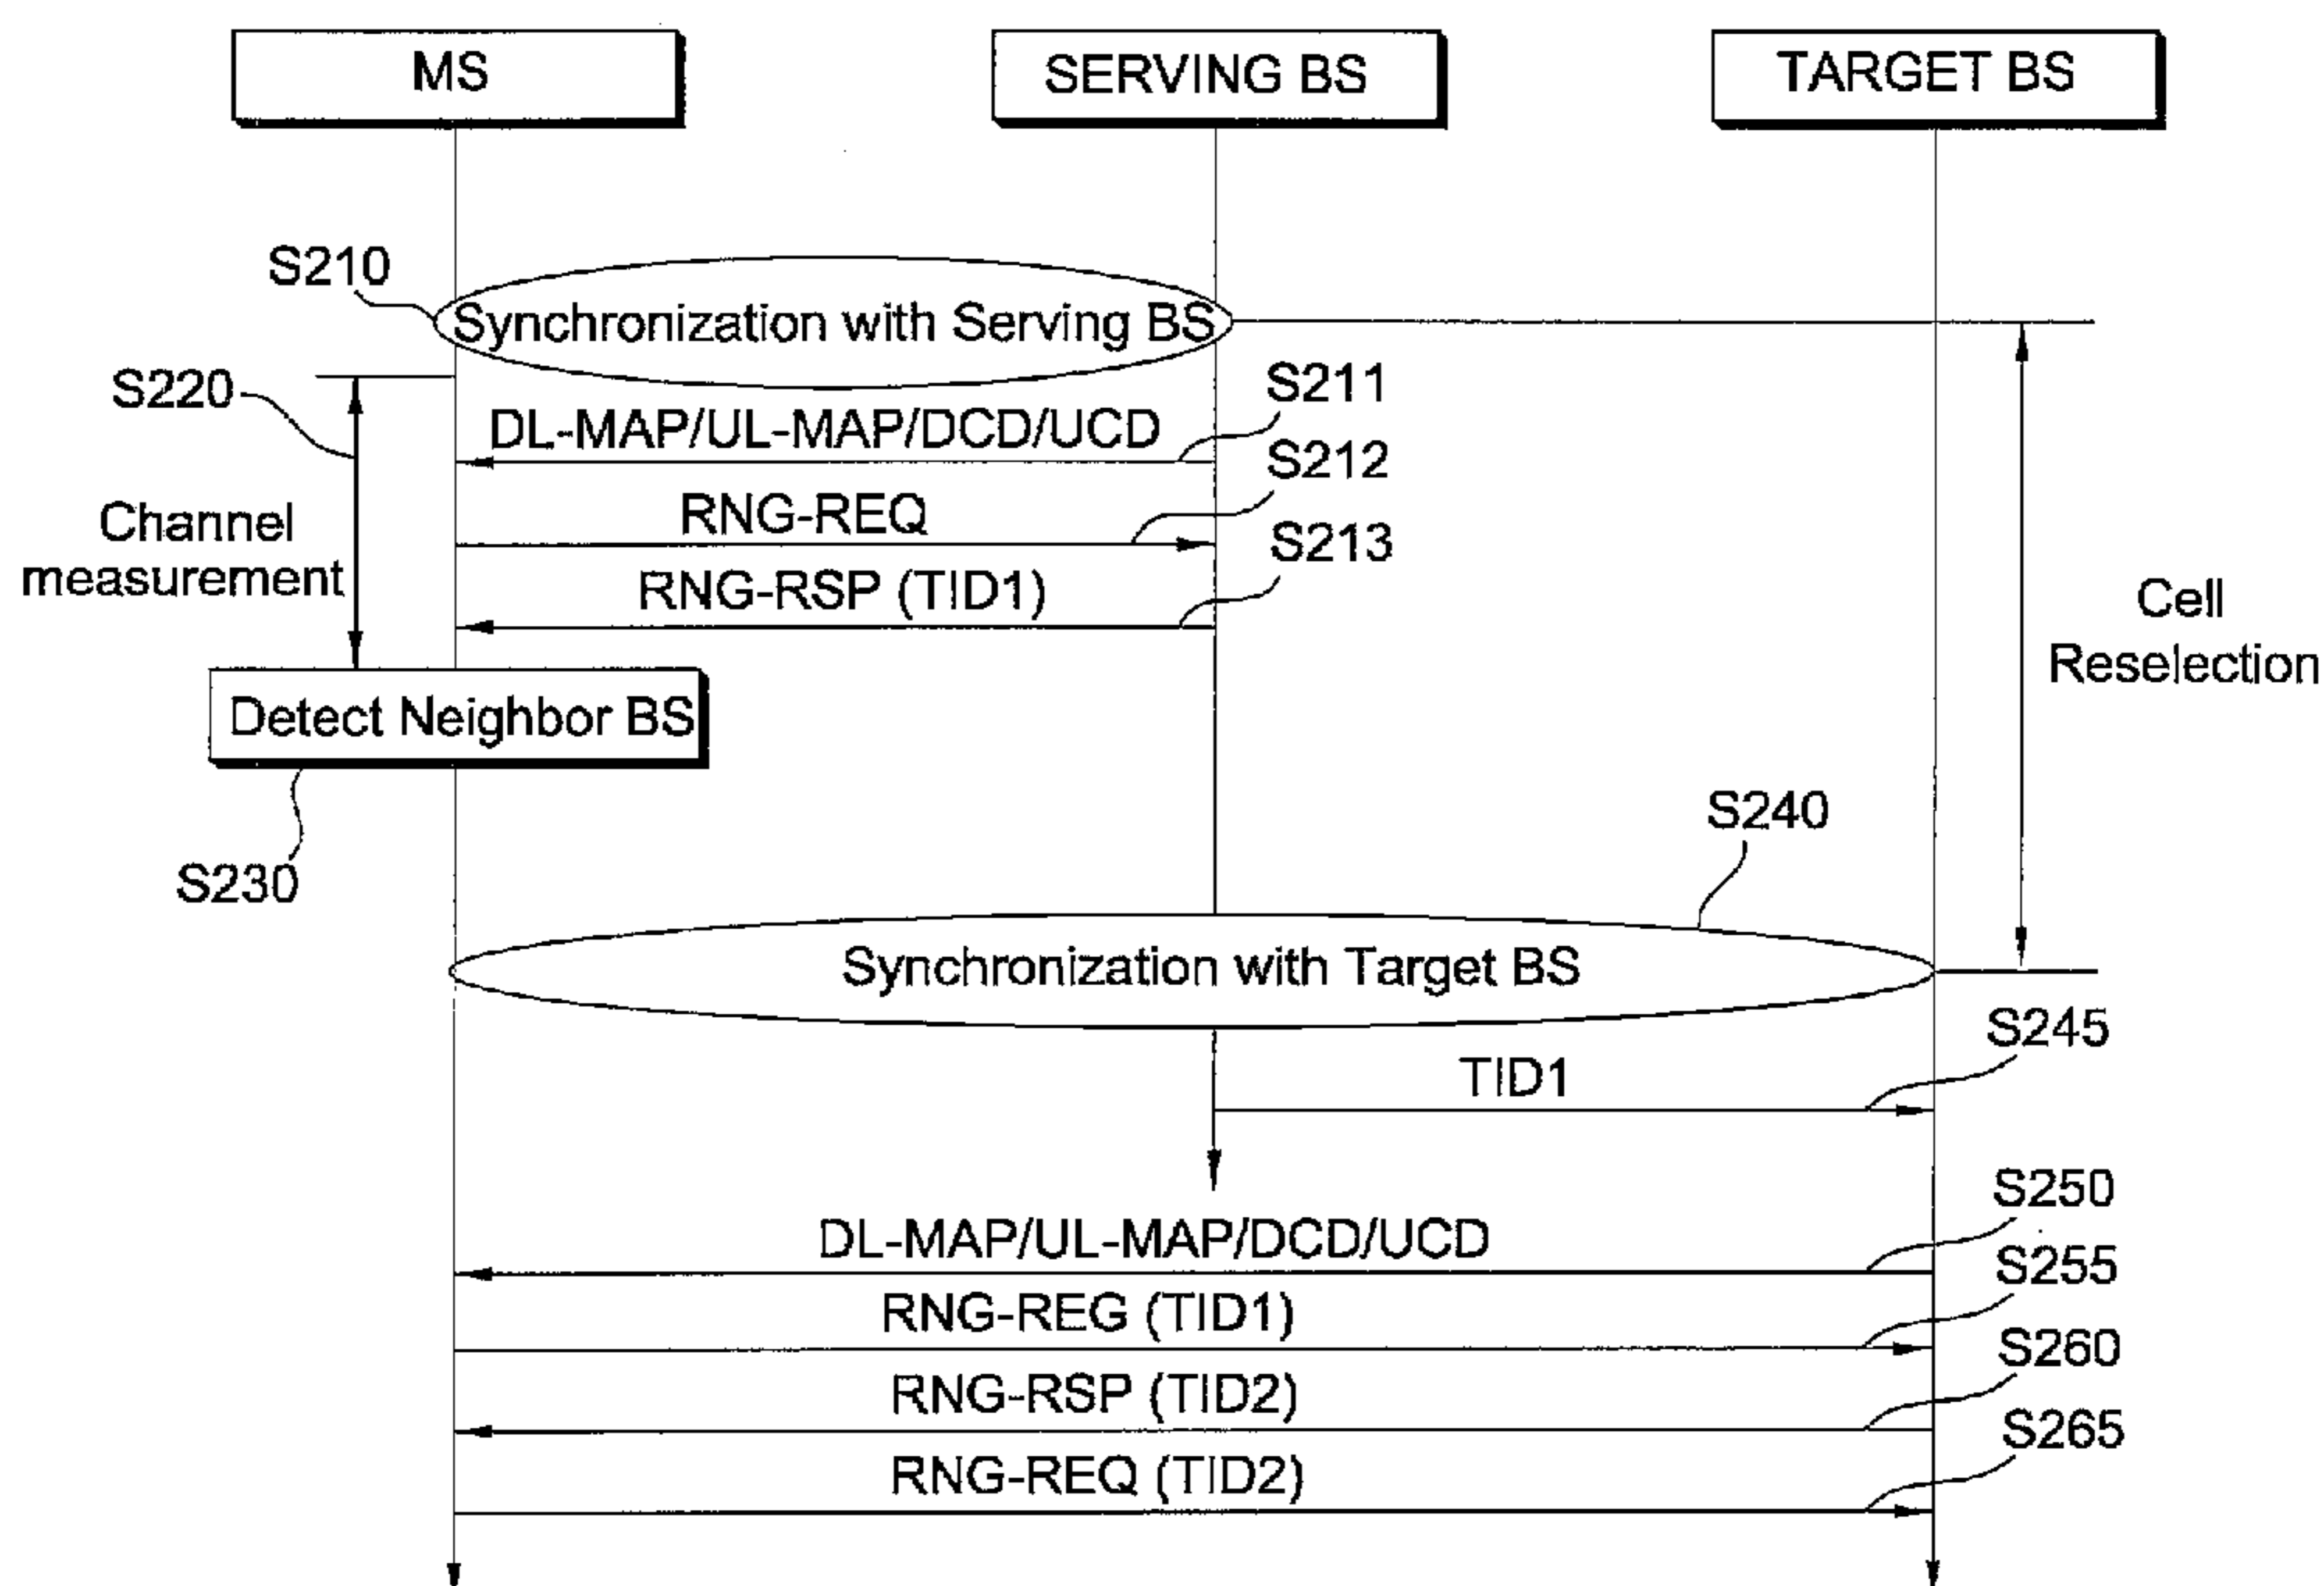 MS
SERVING BS
TARGET BS
S210
Synchronization with Serving BS
S220
S211
DL-MAP/UL-MAP/DCD/UCD
S212
RNG-REQ
Channel
measurement
S213
RNG-RSP (TID1)
Cell
Reselection
Detect Neighbor BS
S230
S240
Synchronization with Target BS
S245
TID1
S250
DL-MAP/UL-MAP/DCD/UCD
S255
RNG-REG (TID1)
S260
RNG-RSP (TID2)
S265
RNG-REQ (TID2)